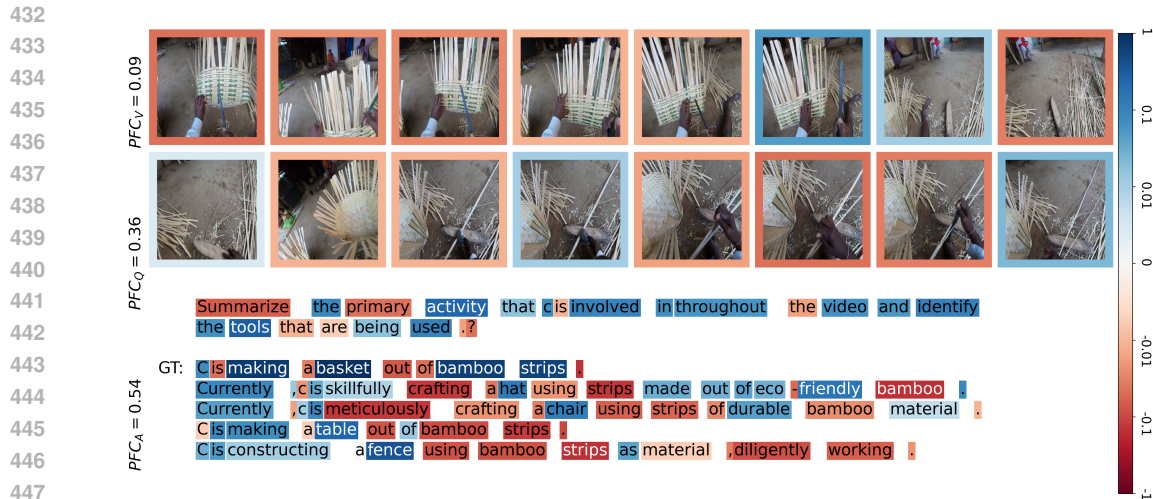 432
433
434
435
436
437
438
439
440
441
442
443
444
445
446
447
PFC_V = 0.09
PFC_Q = 0.36
PFC_A = 0.54
Summarize the primary activity that c is involved in throughout the video and identify
the tools that are being used .?
GT: C is making a basket out of bamboo strips .
Currently ,c is skillfully crafting a hat using strips made out of eco -friendly bamboo .
Currently ,c is meticulously crafting a chair using strips of durable bamboo material .
C is making a table out of bamboo strips .
C is constructing a fence using bamboo strips as material ,diligently working .
1
0.1
0.01
0
-0.01
-0.1
-1